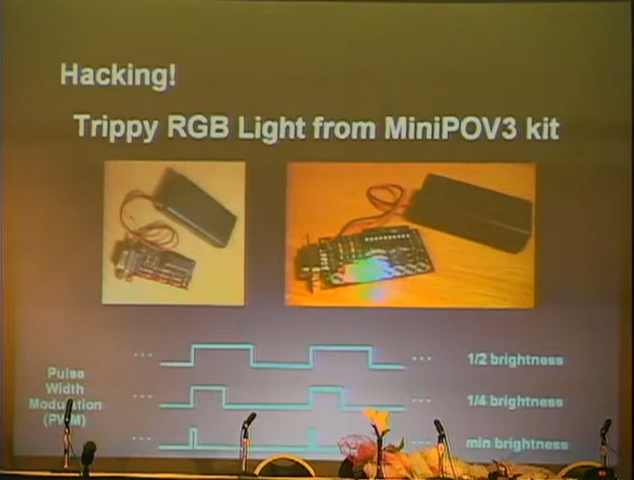 Hacking!
Trippy RGB Light from MiniPOV3 kit
Pulse
Width
Modulation
(PWM)
1/2 brightness
1/4 brightness
min brightness